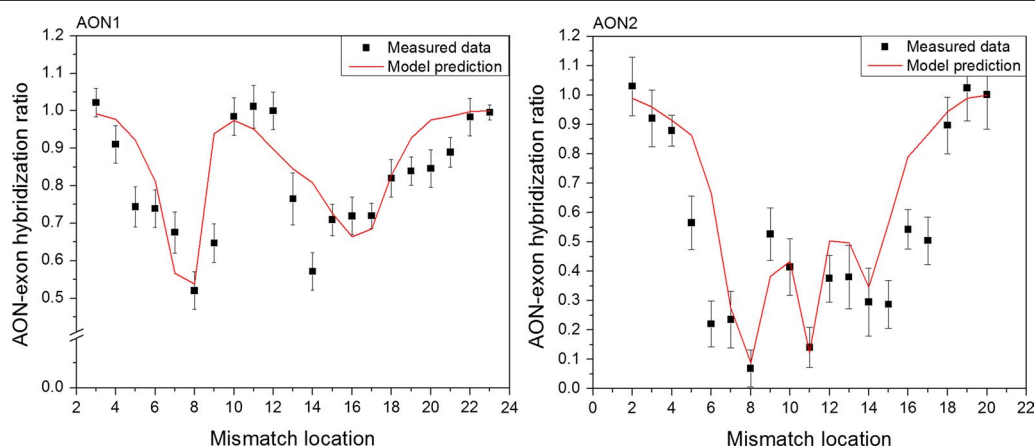 AON1
Measured data
Model prediction
AON-exon hybridization ratio
1.2
1.1
1.0
0.9
0.8
0.7
0.6
0.5
0.0
2 4 6 8 10 12 14 16 18 20 22 24
Mismatch location
AON2
Measured data
Model prediction
AON-exon hybridization ratio
1.2
1.1
1.0
0.9
0.8
0.7
0.6
0.5
0.4
0.3
0.2
0.1
0.0
0 2 4 6 8 10 12 14 16 18 20 22
Mismatch location